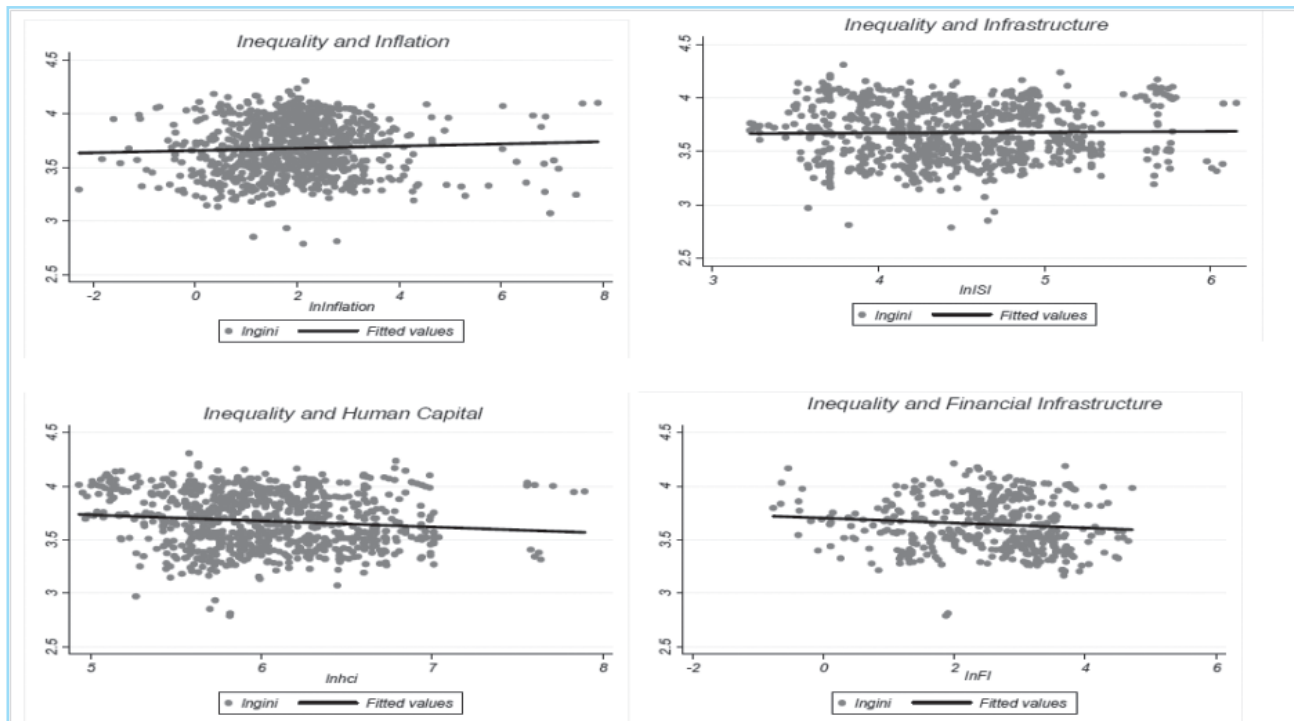 Inequality and Inflation
4.5
4
3.5
3
2.5
-2 0 2 4 6 8
lnInflation
lngini Fitted values
Inequality and Infrastructure
4.5
4
3.5
3
2.5
3 4 5 6
lnISI
lngini Fitted values
Inequality and Human Capital
4.5
4
3.5
3
2.5
5 6 7 8
lnhci
lngini Fitted values
Inequality and Financial Infrastructure
4.5
4
3.5
3
2.5
-2 0 2 4 6
lnFI
lngini Fitted values